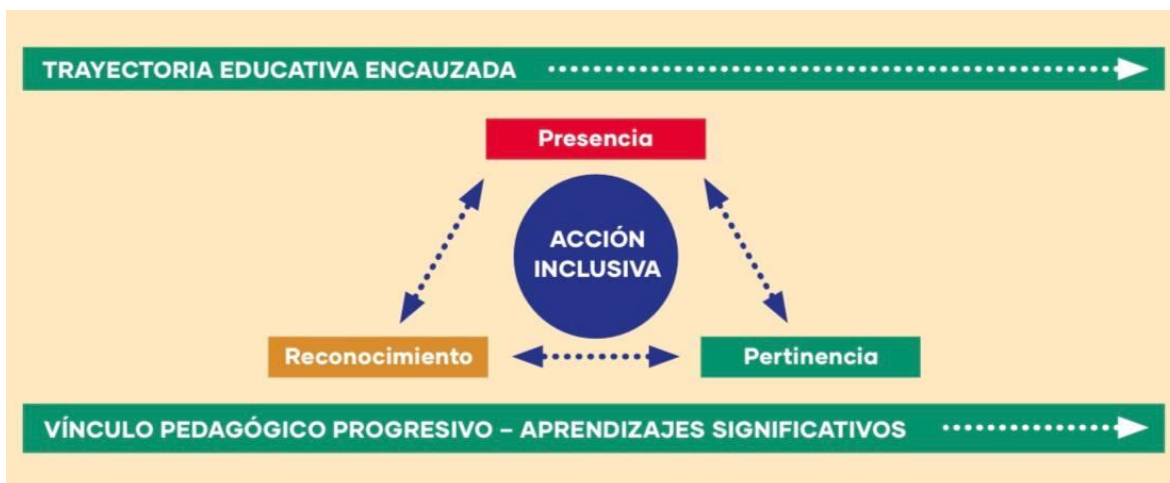 TRAYECTORIA EDUCATIVA ENCAUZADA
Presencia
ACCIÓN
INCLUSIVA
Reconocimiento
Pertinencia
VÍNCULO PEDAGÓGICO PROGRESIVO – APRENDIZAJES SIGNIFICATIVOS